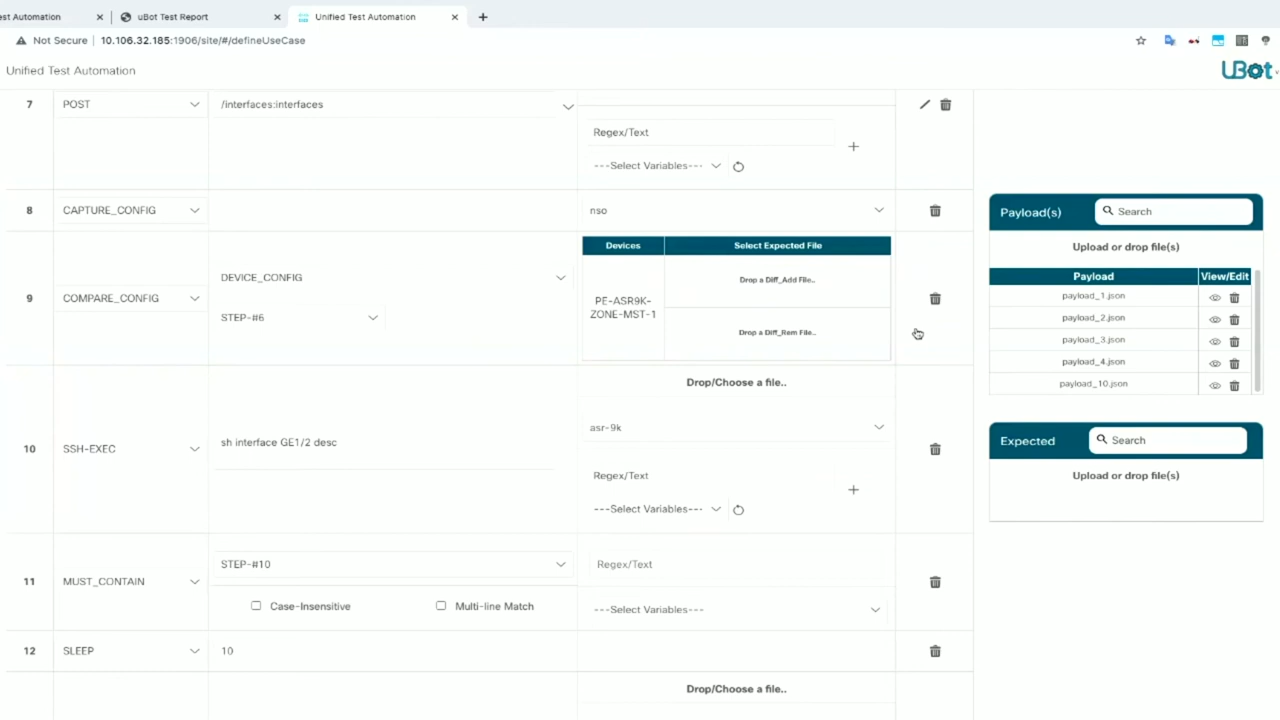 est Automation
uBot Test Report
Unified Test Automation
Not Secure | 10.106.32.185:1906/site/#/defineUseCase
Unified Test Automation
UBot
7 POST /interfaces:interfaces
Regex/Text
---Select Variables---
8 CAPTURE_CONFIG nso
9 COMPARE_CONFIG
DEVICE_CONFIG
STEP-#6
Devices Select Expected File
PE-ASR9K-
ZONE-MST-1
Drop a Diff_Add File..
Drop a Diff_Rem File..
10 SSH-EXEC sh interface GE1/2 desc
Drop/Choose a file..
asr-9k
Regex/Text
---Select Variables---
11 MUST_CONTAIN
STEP-#10
Case-Insensitive Multi-line Match
Regex/Text
---Select Variables---
12 SLEEP 10
Drop/Choose a file..
Payload(s) Search
Upload or drop file(s)
Payload View/Edit
payload_1.json
payload_2.json
payload_3.json
payload_4.json
payload_10.json
Expected Search
Upload or drop file(s)